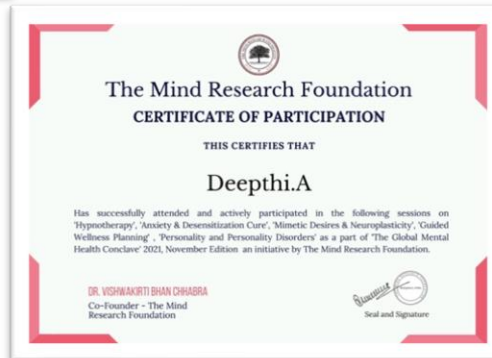 The Mind Research Foundation
CERTIFICATE OF PARTICIPATION
THIS CERTIFIES THAT
Deepthi.A
Has successfully attended and actively participated in the following sessions on
'Hypnotherapy', 'Anxiety & Desensitization Cure', 'Mimetic Desires & Neuroplasticity', 'Guided
Wellness Planning' , 'Personality and Personality Disorders' as a part of 'The Global Mental
Health Conclave' 2021, November Edition an initiative by The Mind Research Foundation.
DR. VISHWAKIRTI BHAN CHHABRA
Co-Founder - The Mind
Research Foundation
Seal and Signature